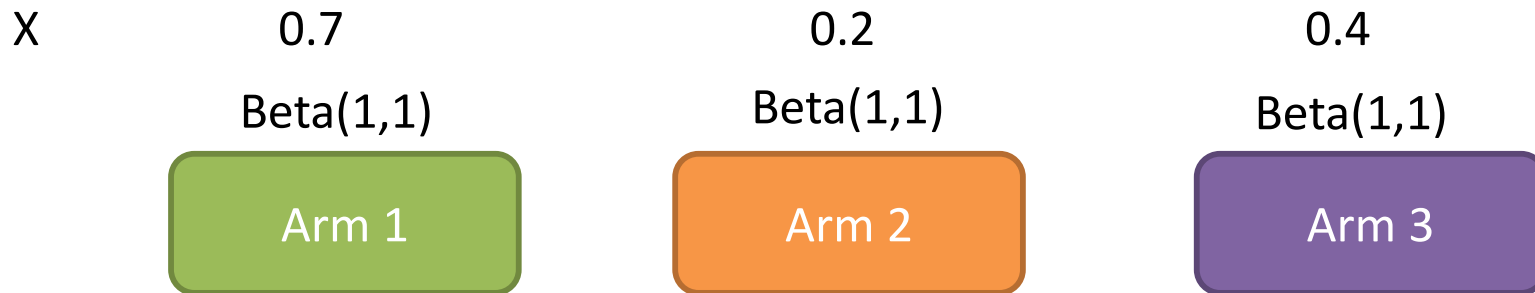 X 0.7 0.2 0.4
Beta(1,1) Beta(1,1) Beta(1,1)
Arm 1 Arm 2 Arm 3